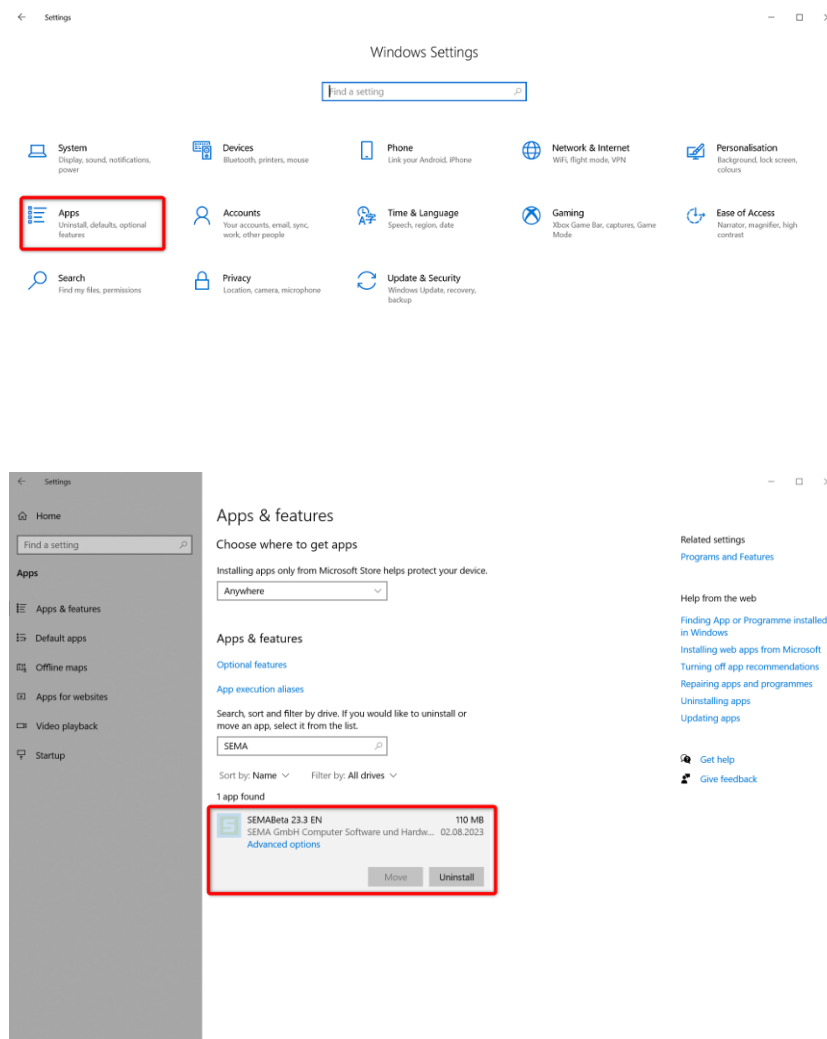 Settings
Windows Settings
Find a setting
System
Display, sound, notifications,
power
Devices
Bluetooth, printers, mouse
Phone
Link your Android, iPhone
Network & Internet
WiFi, flight mode, VPN
Personalisation
Background, lock screen,
colours
Apps
Uninstall, defaults, optional
features
Accounts
Your accounts, email, sync,
work, other people
Time & Language
Speech, region, date
Gaming
Xbox Game Bar, captures, Game
Mode
Ease of Access
Narrator, magnifier, high
contrast
Search
Find my files, permissions
Privacy
Location, camera, microphone
Update & Security
Windows Update, recovery,
backup
Settings
Home
Find a setting
Apps
Apps & features
Default apps
Offline maps
Apps for websites
Video playback
Startup
Apps & features
Choose where to get apps
Installing apps only from Microsoft Store helps protect your device.
Anywhere
Apps & features
Optional features
App execution aliases
Search, sort and filter by drive. If you would like to uninstall or
move an app, select it from the list.
SEMA
Sort by: Name Filter by: All drives
1 app found
S
SEMABeta 23.3 EN 110 MB
SEMA GmbH Computer Software und Hardw... 02.08.2023
Advanced options
Move Uninstall
Related settings
Programs and Features
Help from the web
Finding App or Programme installed
in Windows
Installing web apps from Microsoft
Turning off app recommendations
Repairing apps and programmes
Uninstalling apps
Updating apps
Get help
Give feedback